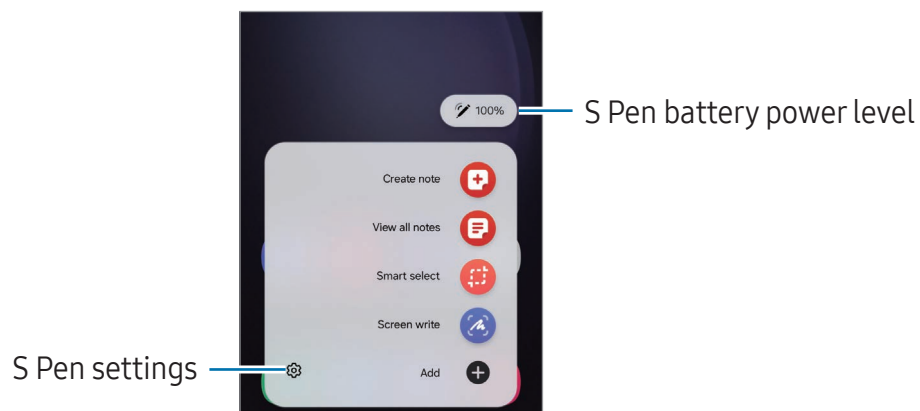 100%
S Pen battery power level
Create note
View all notes
Smart select
Screen write
S Pen settings
Add